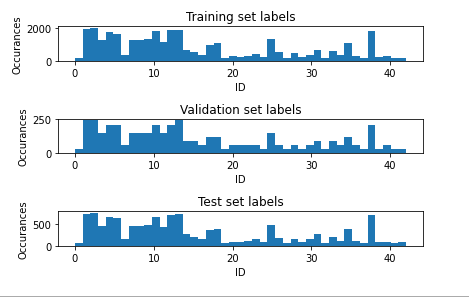 Training set labels
2000
0
Occurances
0 10 20 30 40
ID
Validation set labels
250
0
Occurances
0 10 20 30 40
ID
Test set labels
500
0
Occurances
0 10 20 30 40
ID